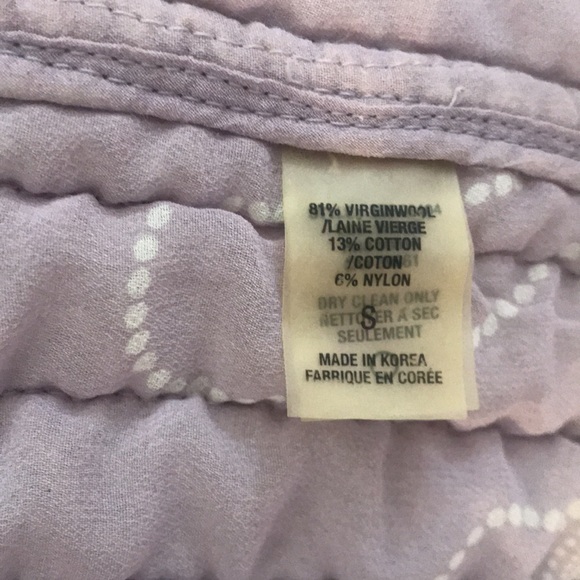 81% VIRGINWOOL
/LAINE VIERGE
13% COTTON
/COTON
6% NYLON
DRY CLEAN ONLY
NETTOYER A SEC
S
SEULEMENT
MADE IN KOREA
FABRIQUE EN CORÉE